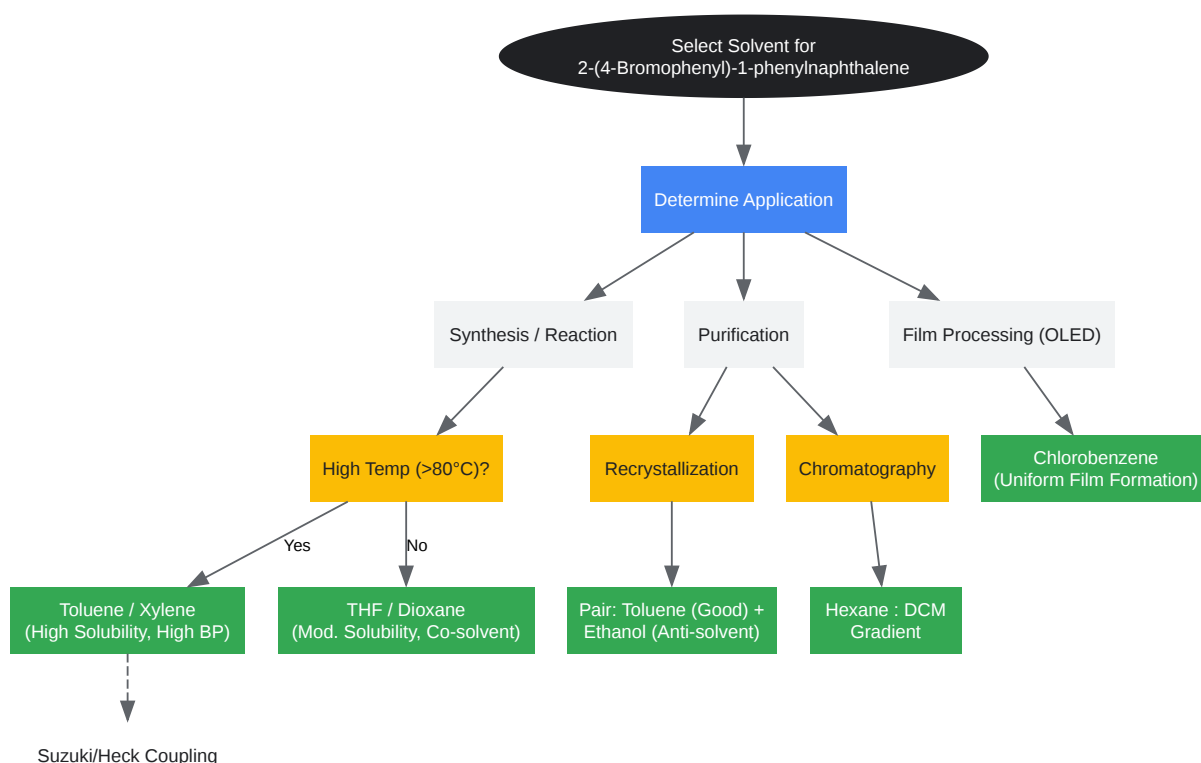 Select Solvent for
2-(4-Bromophenyl)-1-phenylnaphthalene
Determine Application
Synthesis / Reaction
Purification
Film Processing (OLED)
High Temp (>80°C)?
Recrystallization
Chromatography
Chlorobenzene
(Uniform Film Formation)
Yes
No
Toluene / Xylene
(High Solubility, High BP)
THF / Dioxane
(Mod. Solubility, Co-solvent)
Pair: Toluene (Good) +
Ethanol (Anti-solvent)
Hexane : DCM
Gradient
Suzuki/Heck Coupling